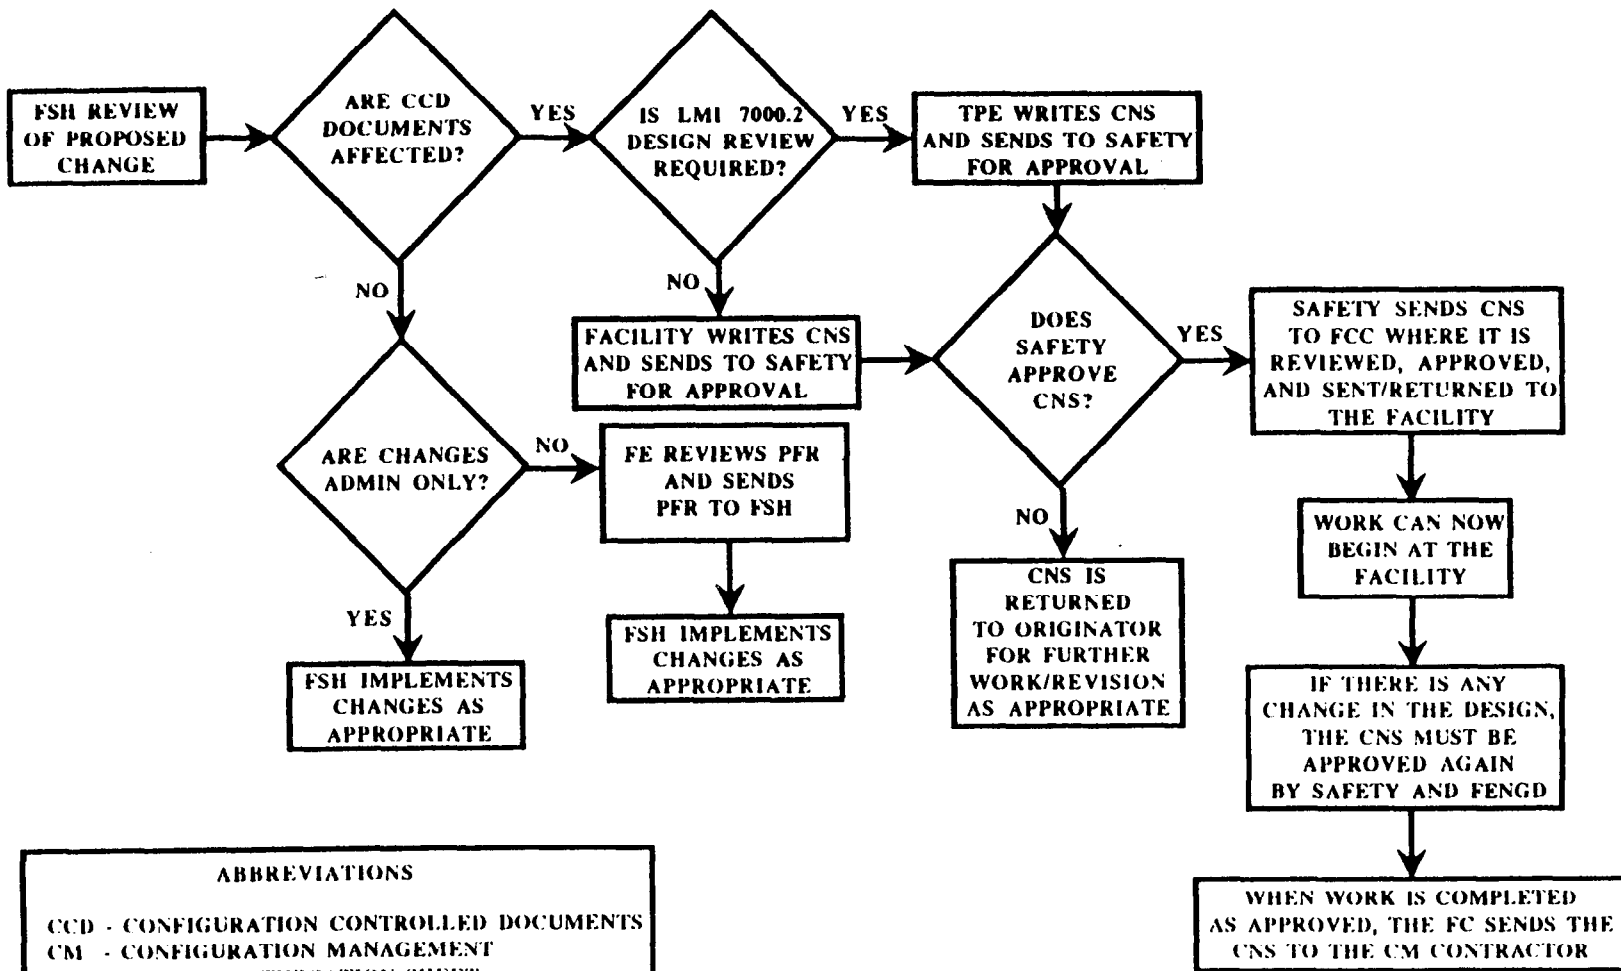 FSH REVIEW
OF PROPOSED
CHANGE
ARE CCD
DOCUMENTS
AFFECTED?
YES
IS LMI 7000.2
DESIGN REVIEW
REQUIRED?
YES
TPE WRITES CNS
AND SENDS TO SAFETY
FOR APPROVAL
NO
NO
FACILITY WRITES CNS
AND SENDS TO SAFETY
FOR APPROVAL
DOES
SAFETY
APPROVE
CNS?
YES
SAFETY SENDS CNS
TO FCC WHERE IT IS
REVIEWED, APPROVED,
AND SENT/RETURNED TO
THE FACILITY
ARE CHANGES
ADMIN ONLY?
NO
FE REVIEWS PFR
AND SENDS
PFR TO FSH
NO
WORK CAN NOW
BEGIN AT THE
FACILITY
YES
FSH IMPLEMENTS
CHANGES AS
APPROPRIATE
FSH IMPLEMENTS
CHANGES AS
APPROPRIATE
CNS IS
RETURNED
TO ORIGINATOR
FOR FURTHER
WORK/REVISION
AS APPROPRIATE
IF THERE IS ANY
CHANGE IN THE DESIGN,
THE CNS MUST BE
APPROVED AGAIN
BY SAFETY AND FENGD
WHEN WORK IS COMPLETED
AS APPROVED, THE FC SENDS THE
CNS TO THE CM CONTRACTOR
ABBREVIATIONS
CCD - CONFIGURATION CONTROLLED DOCUMENTS
CM - CONFIGURATION MANAGEMENT